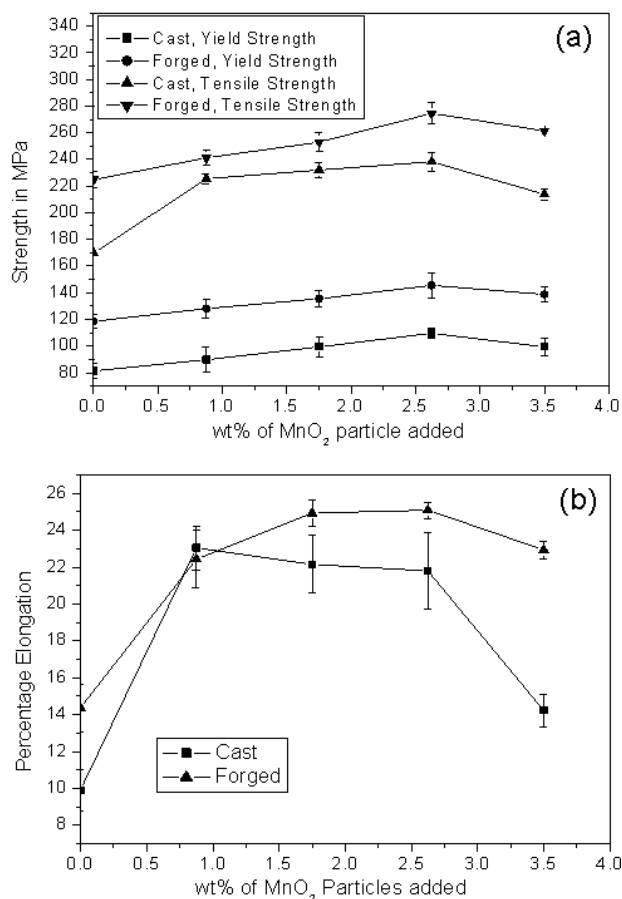 (a)
Cast, Yield Strength
Forged, Yield Strength
Cast, Tensile Strength
Forged, Tensile Strength
340
320
300
280
260
240
220
200
180
160
140
120
100
80
Strength in MPa
0.0 0.5 1.0 1.5 2.0 2.5 3.0 3.5 4.0
wt% of MnO₂ particle added
(b)
26
24
22
20
18
16
14
12
10
8
Percentage Elongation
Cast
Forged
0.0 0.5 1.0 1.5 2.0 2.5 3.0 3.5 4.0
wt% of MnO₂ Particles added